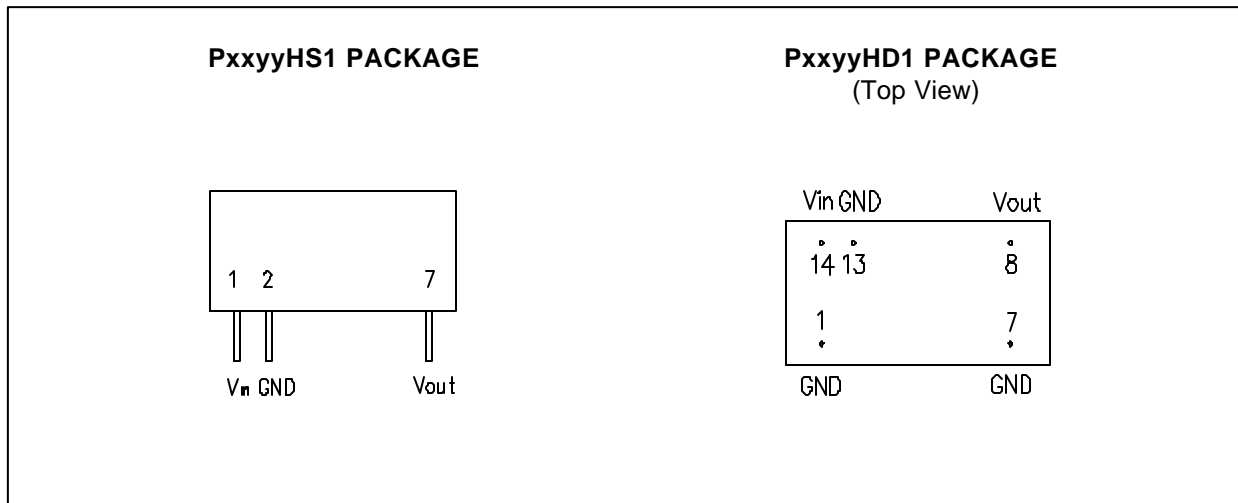 PxxyyHS1 PACKAGE
1 2 7
Vin GND Vout
PxxyyHD1 PACKAGE
(Top View)
Vin GND Vout
14 13 8
1 7
GND GND